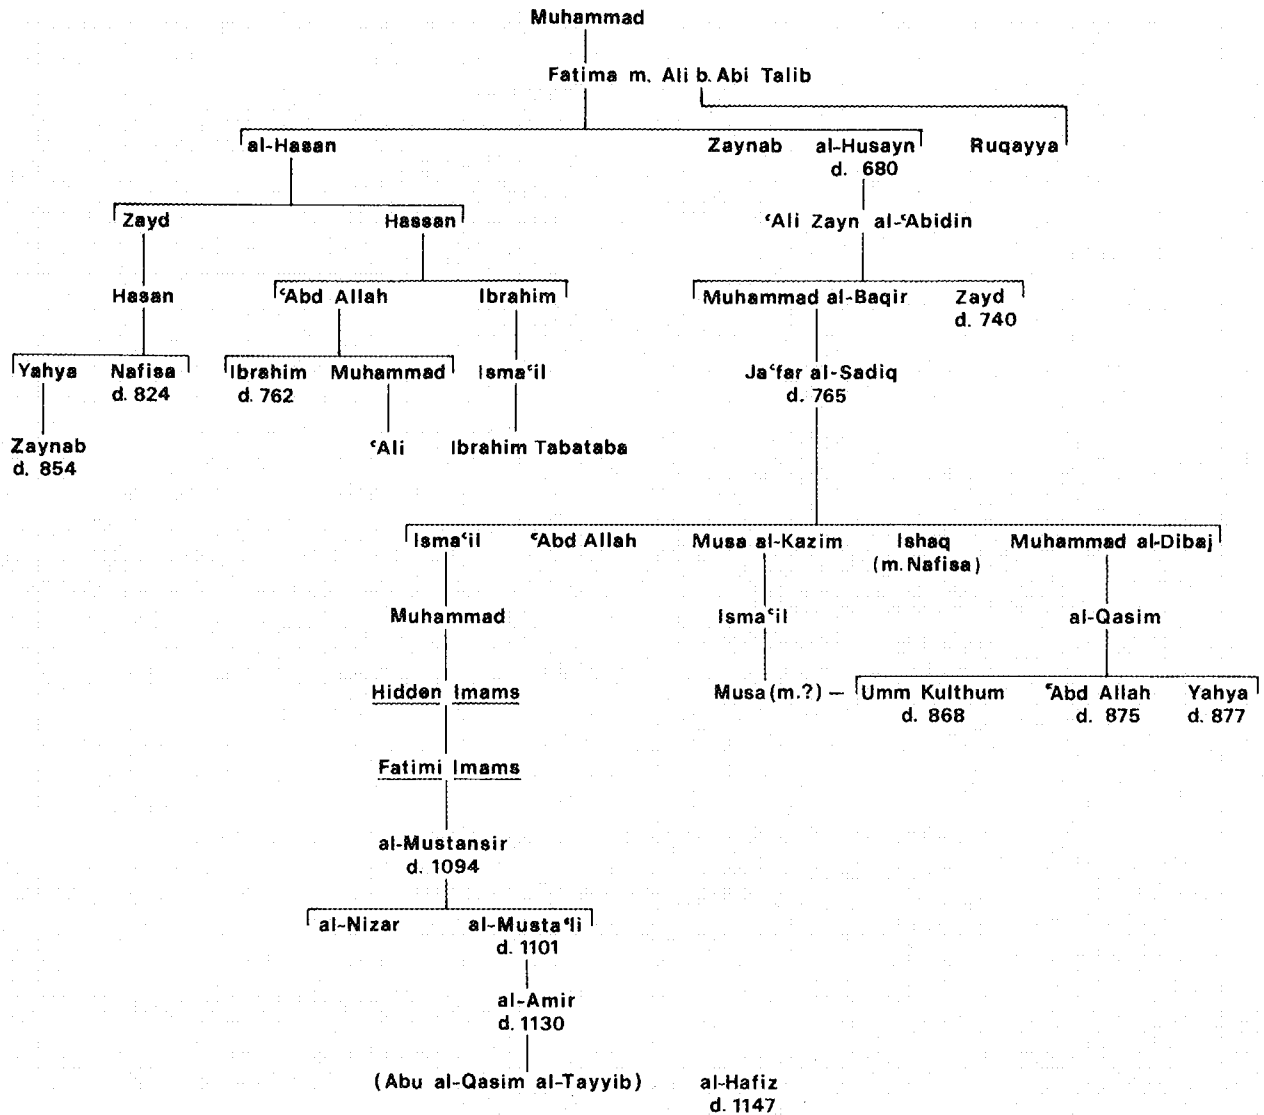 Muhammad
Fatima m. Ali b. Abi Talib
al-Hasan Zaynab al-Husayn Ruqayya
d. 680
Zayd Hassan ʿAli Zayn al-ʿAbidin
Hasan ʿAbd Allah Ibrahim Muhammad al-Baqir Zayd
d. 740
Yahya Nafisa Ibrahim Muhammad Ismaʿil Jaʿfar al-Sadiq
d. 824 d. 762 d. 765
Zaynab ʿAli Ibrahim Tabataba
d. 854
Ismaʿil ʿAbd Allah Musa al-Kazim Ishaq Muhammad al-Dibaj
(m. Nafisa)
Muhammad Ismaʿil al-Qasim
Hidden Imams Musa (m.?) — Umm Kulthum ʿAbd Allah Yahya
d. 868 d. 875 d. 877
Fatimi Imams
al-Mustansir
d. 1094
al-Nizar al-Mustaʿli
d. 1101
al-Amir
d. 1130
(Abu al-Qasim al-Tayyib) al-Hafiz
d. 1147